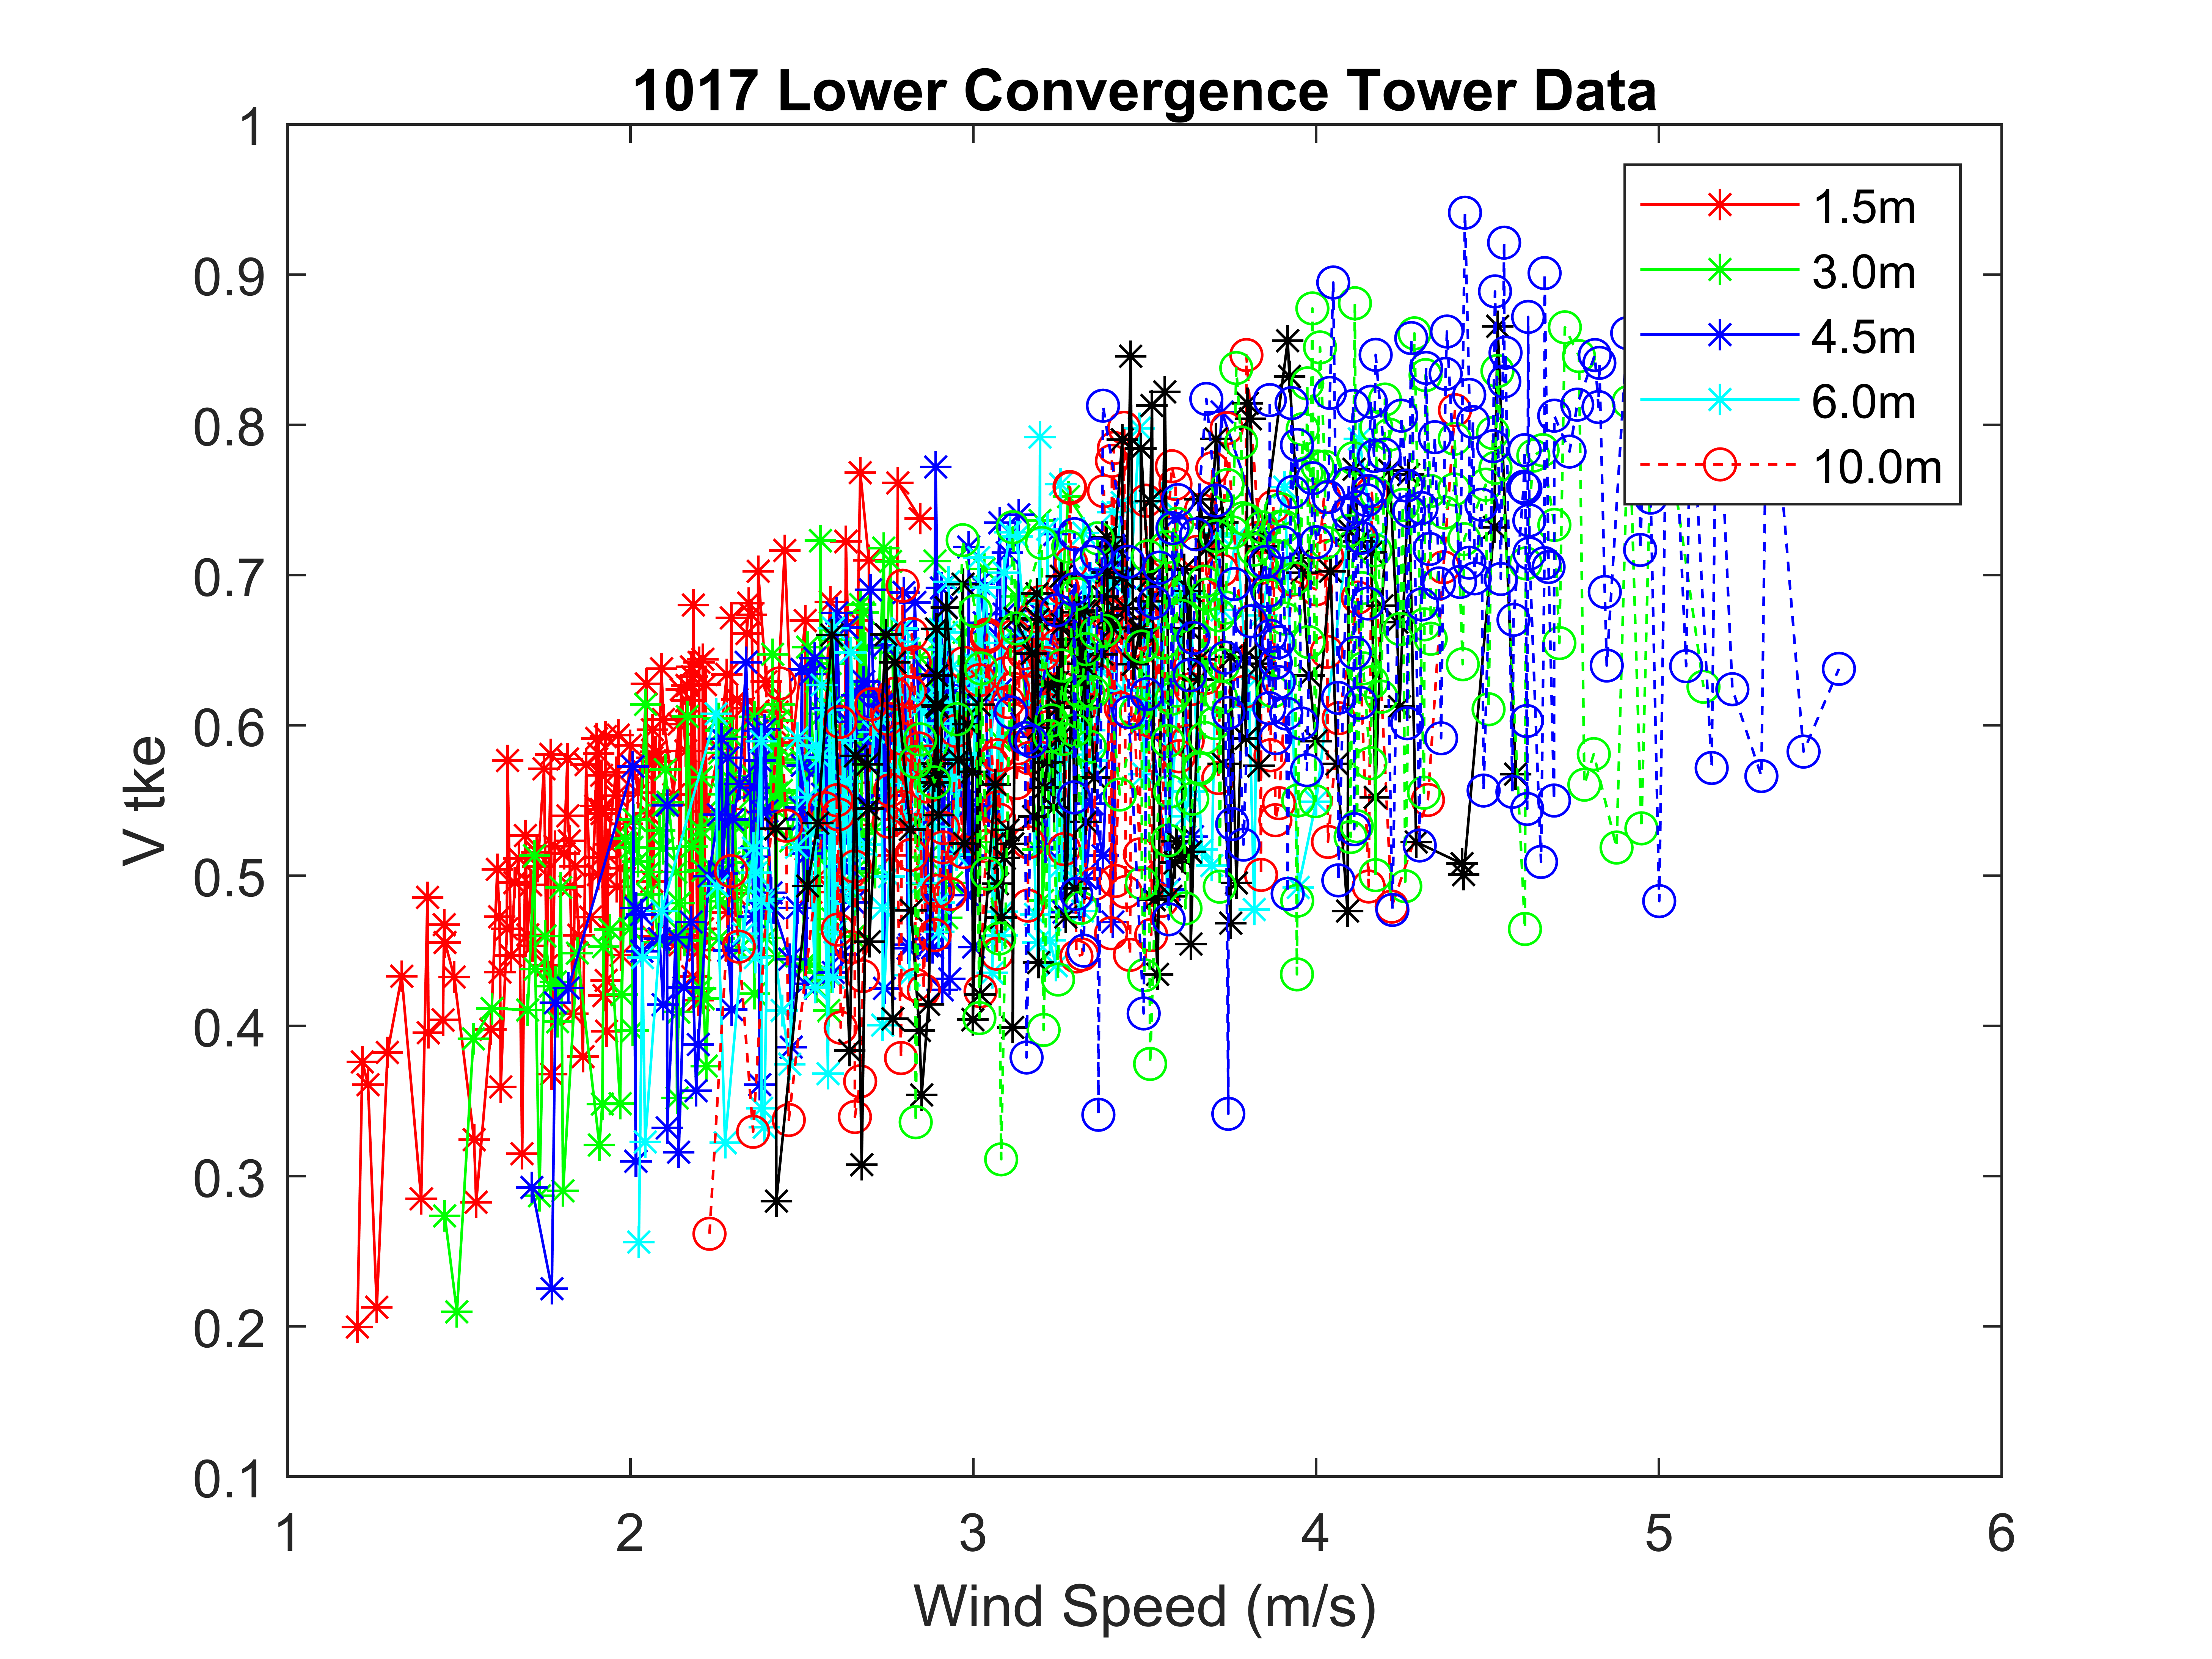 1017 Lower Convergence Tower Data
1
0.9
0.8
0.7
0.6
0.5
0.4
0.3
0.2
0.1
V tke
1 2 3 4 5 6
Wind Speed (m/s)
1.5m
3.0m
4.5m
6.0m
10.0m